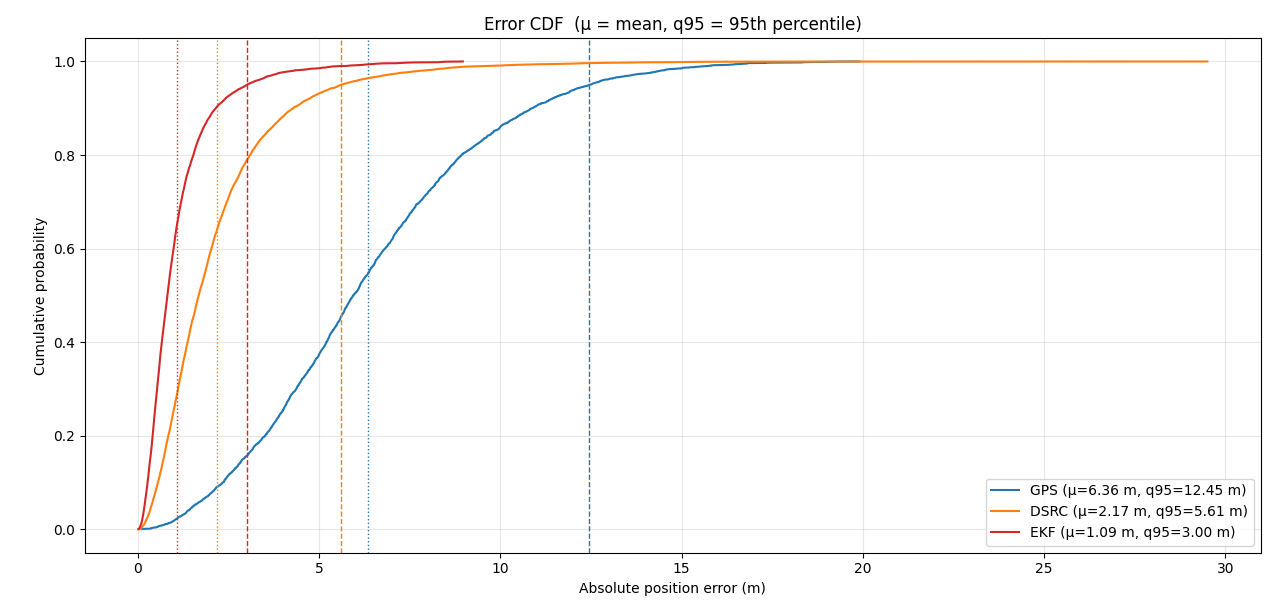 Error CDF  (μ = mean, q95 = 95th percentile)
Cumulative probability
1.0
0.8
0.6
0.4
0.2
0.0
GPS (μ=6.36 m, q95=12.45 m)
DSRC (μ=2.17 m, q95=5.61 m)
EKF (μ=1.09 m, q95=3.00 m)
0 5 10 15 20 25 30
Absolute position error (m)